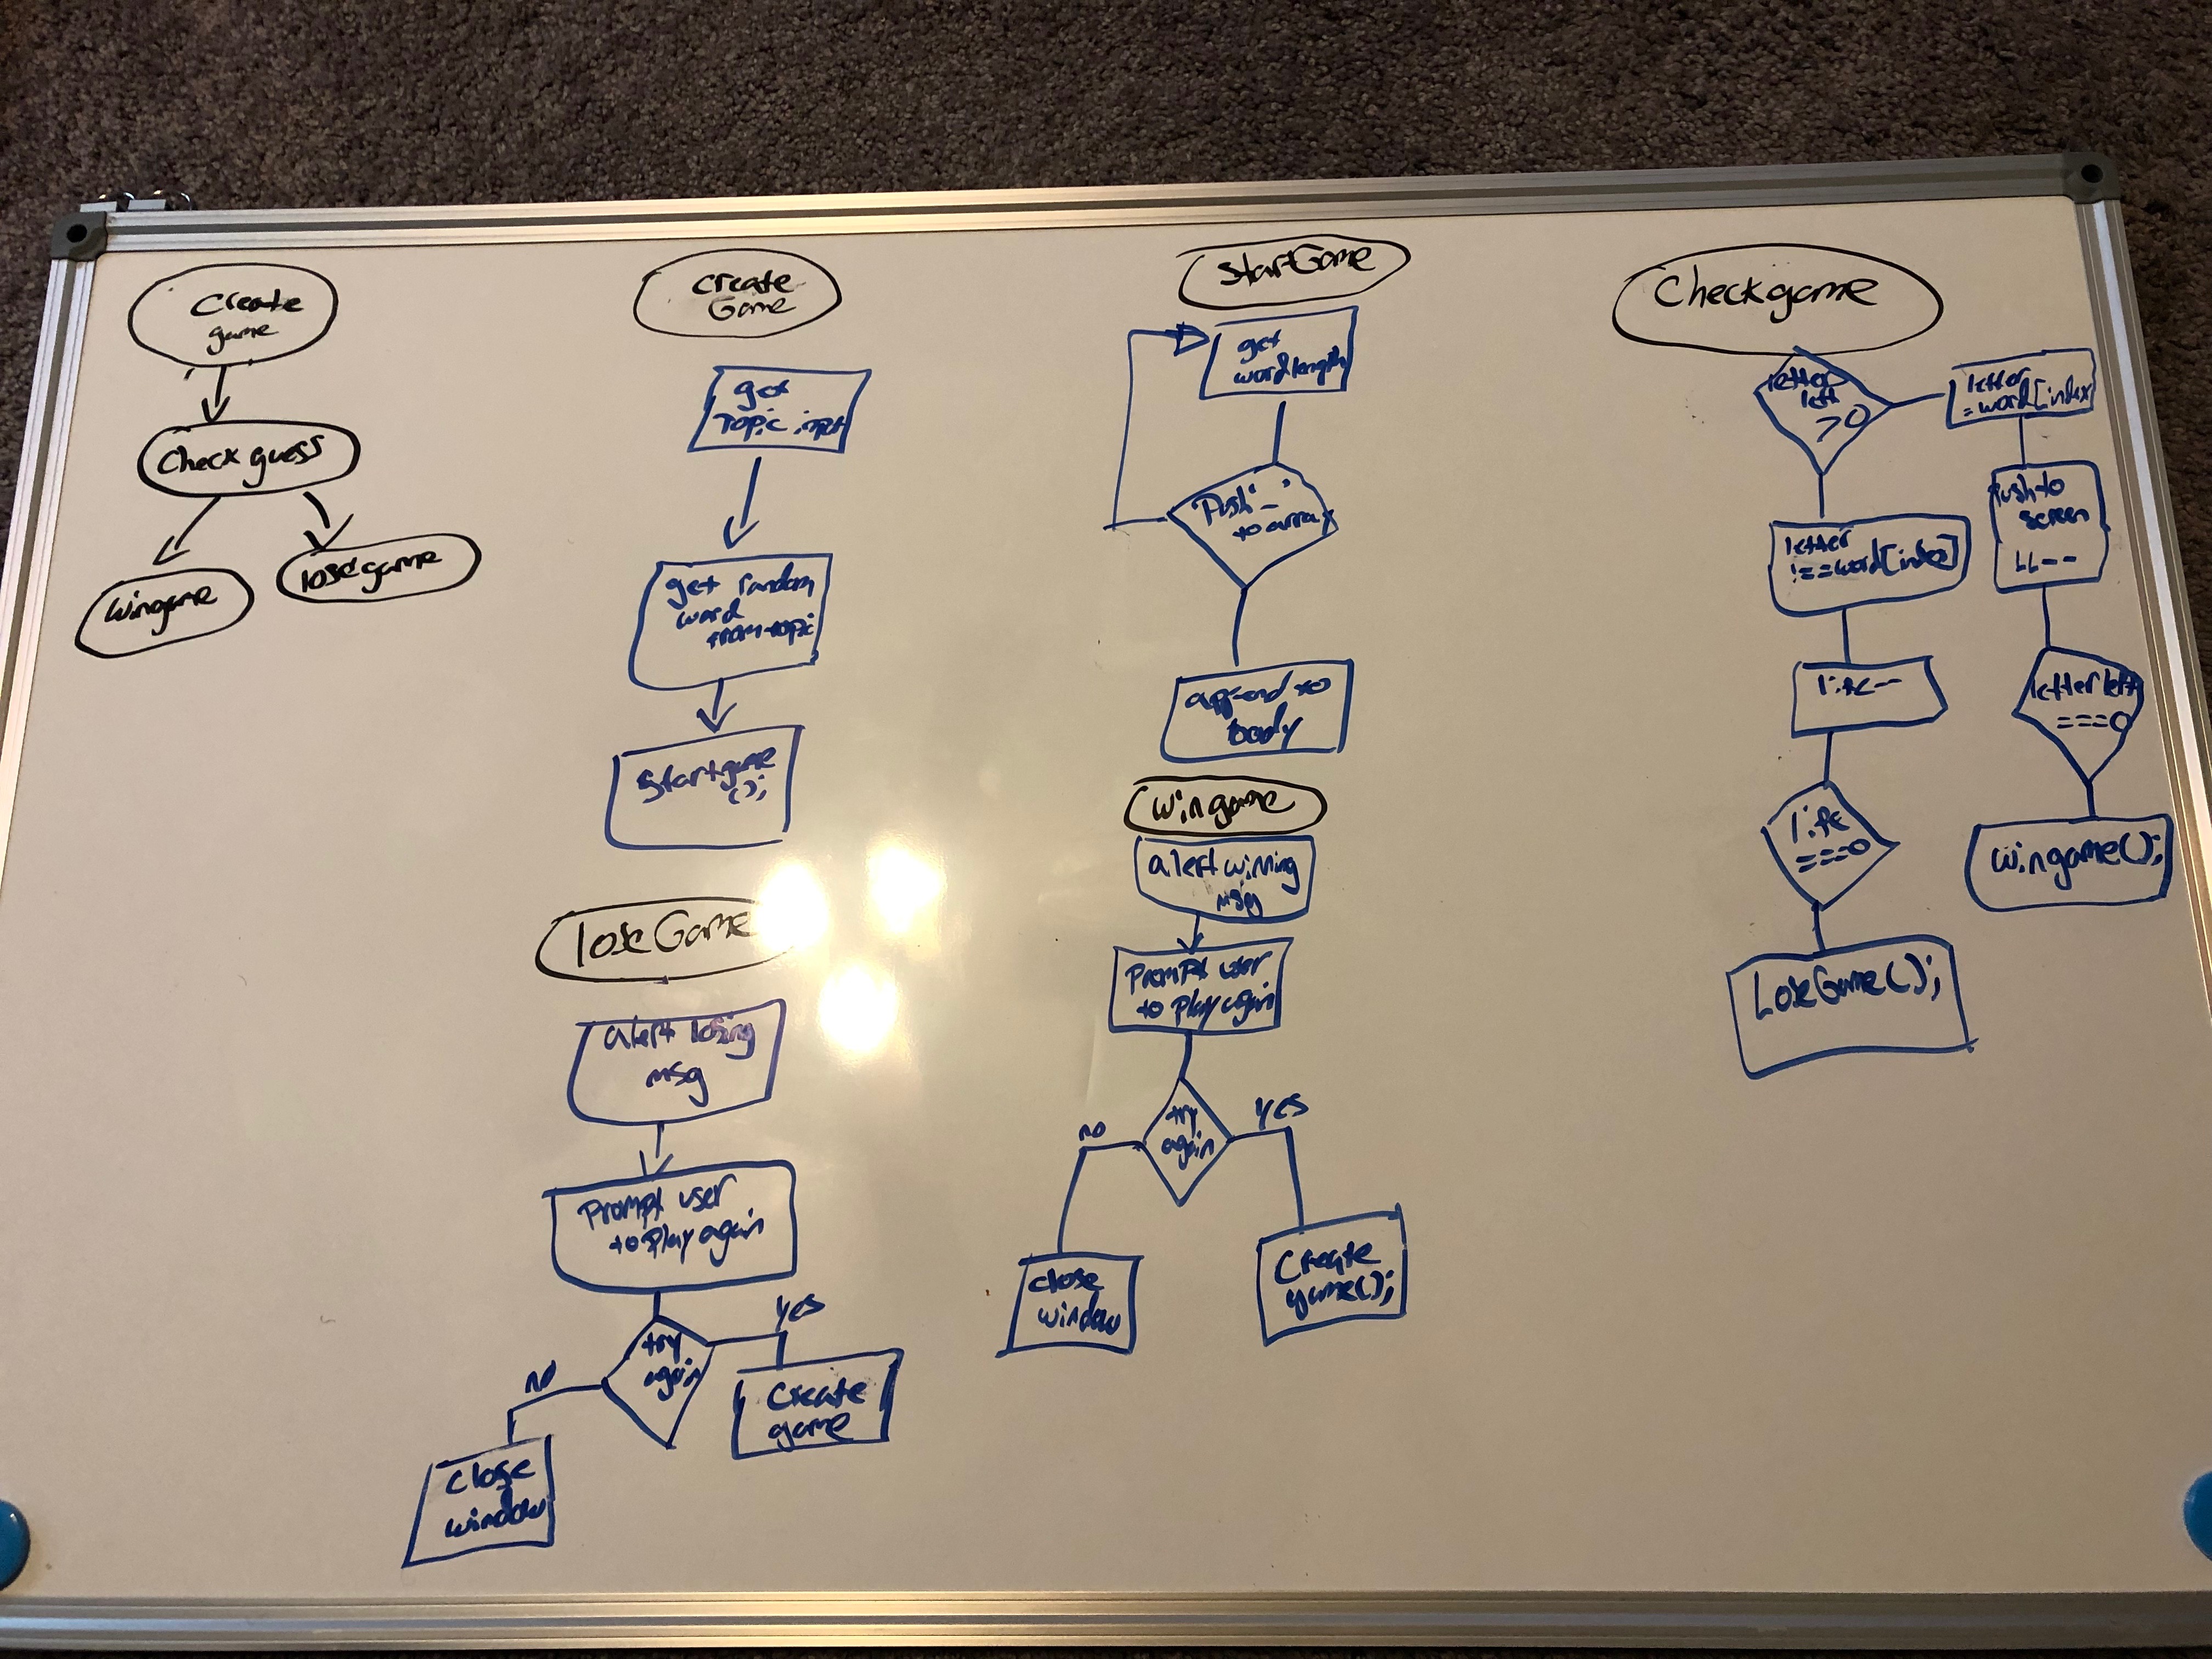 Create
game
Check guess
wingame
losegame
create
Game
get
Topic input
get random
word
from topic
Startgame
();
loseGame
alert losing
msg
Prompt user
to Play again
try
again
no
yes
close
window
Create
game
StartGame
get
wordlength
Push '_'
to array
append to
body
wingame
alert winning
msg
Prompt user
to Play again
try
again
no
yes
close
window
Create
game();
Checkgame
letter
left
>0
letter
=word[index
letter
!==word[index]
life--
life
===0
LoseGame();
Push to
screen
LL--
letter left
===0
wingame();